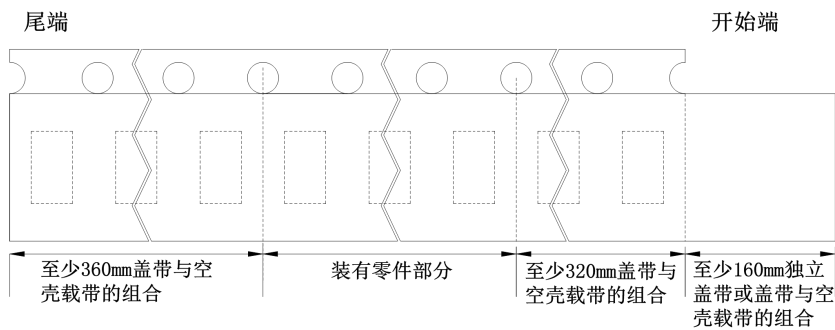 尾端
开始端
至少360mm盖带与空
壳载带的组合
装有零件部分
至少320mm盖带与
空壳载带的组合
至少160mm独立
盖带或盖带与空
壳载带的组合